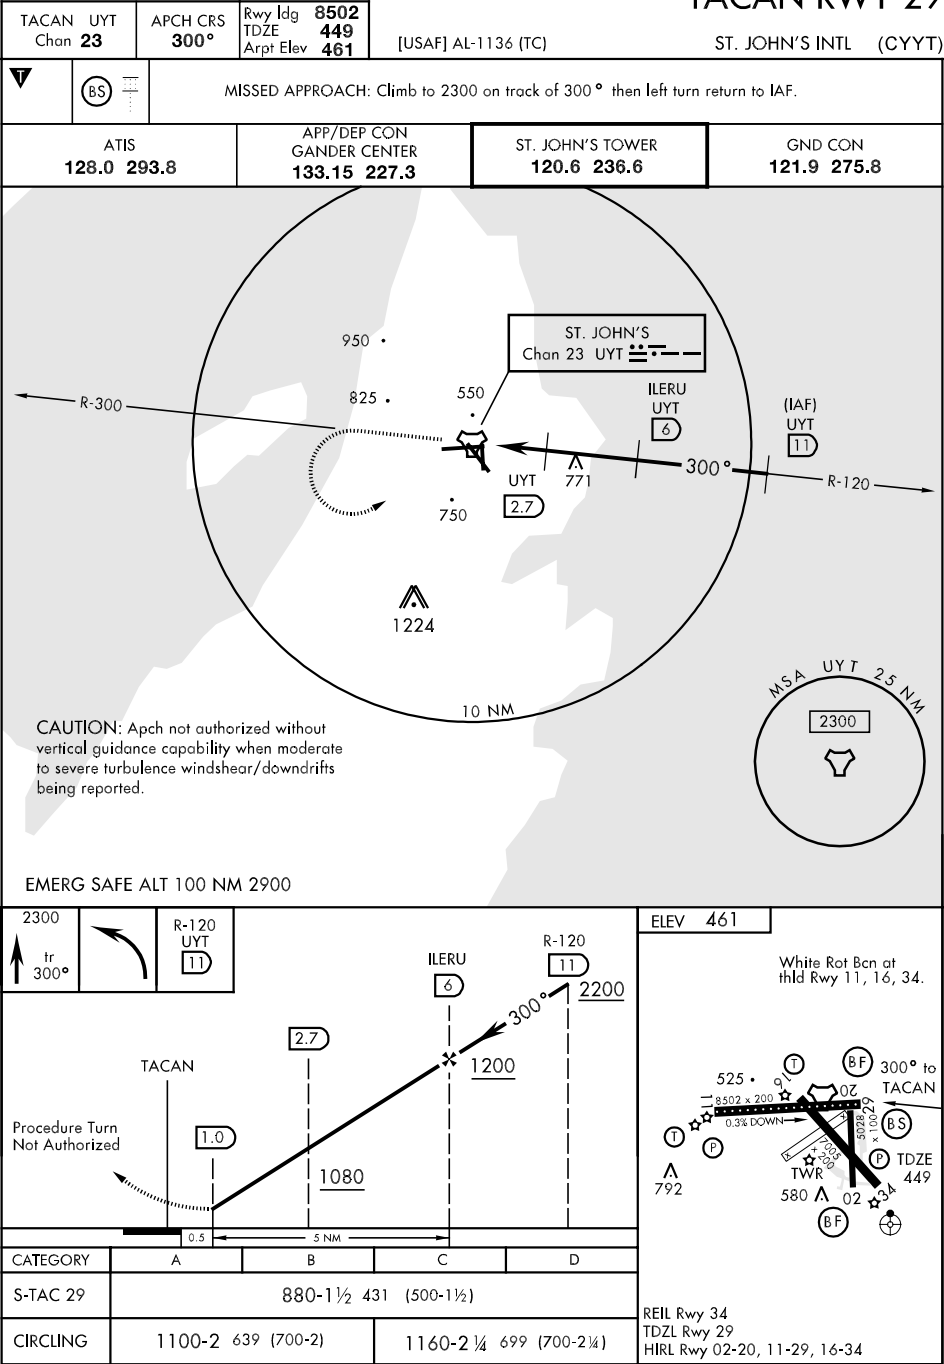 TACAN RWY 29
TACAN UYT
Chan 23
APCH CRS
300°
Rwy ldg 8502
TDZE 449
Arpt Elev 461
[USAF] AL-1136 (TC)
ST. JOHN'S INTL (CYYT)
T
BS
MISSED APPROACH: Climb to 2300 on track of 300° then left turn return to IAF.
ATIS
128.0 293.8
APP/DEP CON
GANDER CENTER
133.15 227.3
ST. JOHN'S TOWER
120.6 236.6
GND CON
121.9 275.8
ST. JOHN'S
Chan 23 UYT
950
825
550
R-300
ILERU
UYT
6
(IAF)
UYT
11
300°
R-120
771
UYT
2.7
750
1224
10 NM
MSA UYT 25 NM
2300
CAUTION: Apch not authorized without
vertical guidance capability when moderate
to severe turbulence windshear/downdrifts
being reported.
EMERG SAFE ALT 100 NM 2900
2300
tr
300°
R-120
UYT
11
ILERU
6
R-120
11
2200
300°
1200
2.7
1080
TACAN
1.0
Procedure Turn
Not Authorized
0.5
5 NM
ELEV 461
White Rot Bcn at
thld Rwy 11, 16, 34.
300° to
TACAN
525
T
16
BF
20
11
8502 x 200
0.3% DOWN
29
5028 x 100
BS
T
P
7005 x 200
P
TDZE
449
792
TWR
580
02
34
BF
CATEGORY A B C D
S-TAC 29 880-1½ 431 (500-1½)
CIRCLING 1100-2 639 (700-2) 1160-2¼ 699 (700-2¼)
REIL Rwy 34
TDZL Rwy 29
HIRL Rwy 02-20, 11-29, 16-34